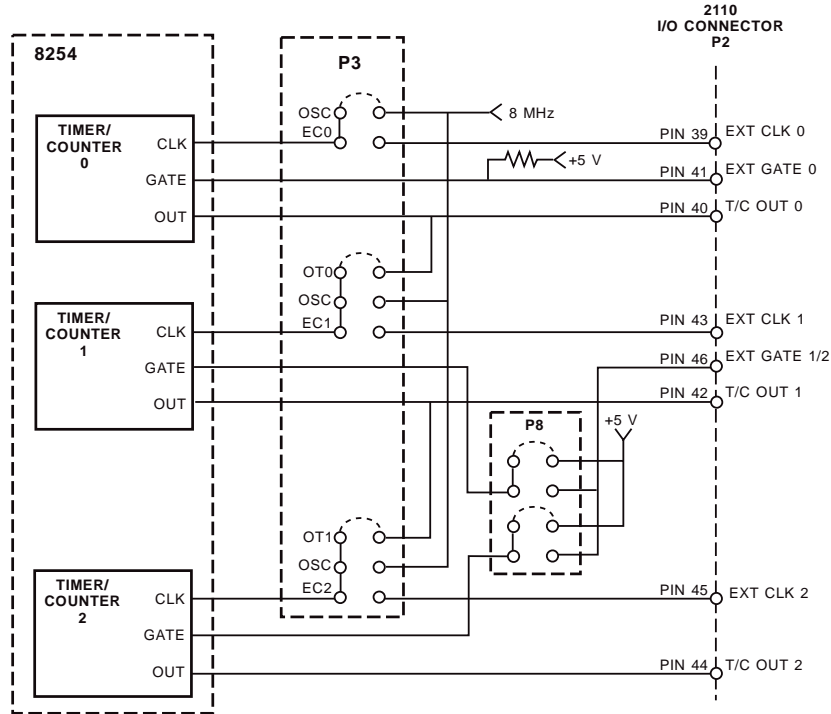 2110
I/O CONNECTOR
P2
8254
P3
OSC
EC0
8 MHz
TIMER/
COUNTER
0
CLK
GATE
OUT
+5 V
PIN 39
EXT CLK 0
PIN 41
EXT GATE 0
PIN 40
T/C OUT 0
OT0
OSC
EC1
TIMER/
COUNTER
1
CLK
GATE
OUT
PIN 43
EXT CLK 1
PIN 46
EXT GATE 1/2
PIN 42
T/C OUT 1
P8
+5 V
OT1
OSC
EC2
TIMER/
COUNTER
2
CLK
GATE
OUT
PIN 45
EXT CLK 2
PIN 44
T/C OUT 2